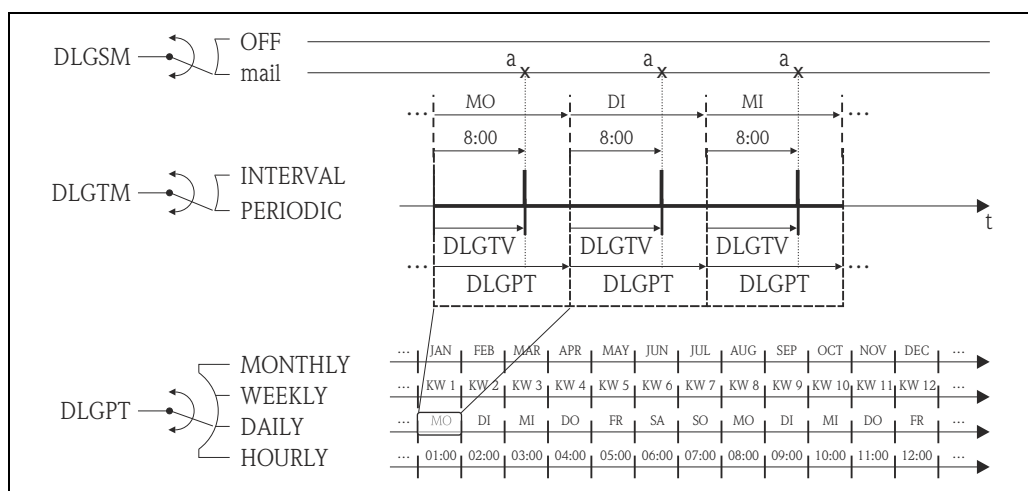 DLGSM OFF
mail a a a
... MO DI MI ...
8:00 8:00 8:00
DLGTM INTERVAL
PERIODIC
t
DLGTV DLGTV DLGTV
... DLGPT DLGPT DLGPT ...
DLGPT MONTHLY ... JAN FEB MAR APR MAY JUN JUL AUG SEP OCT NOV DEC ...
WEEKLY ... KW 1 KW 2 KW 3 KW 4 KW 5 KW 6 KW 7 KW 8 KW 9 KW 10 KW 11 KW 12 ...
DAILY ... MO DI MI DO FR SA SO MO DI MI DO FR ...
HOURLY ... 01:00 02:00 03:00 04:00 05:00 06:00 07:00 08:00 09:00 10:00 11:00 12:00 ...